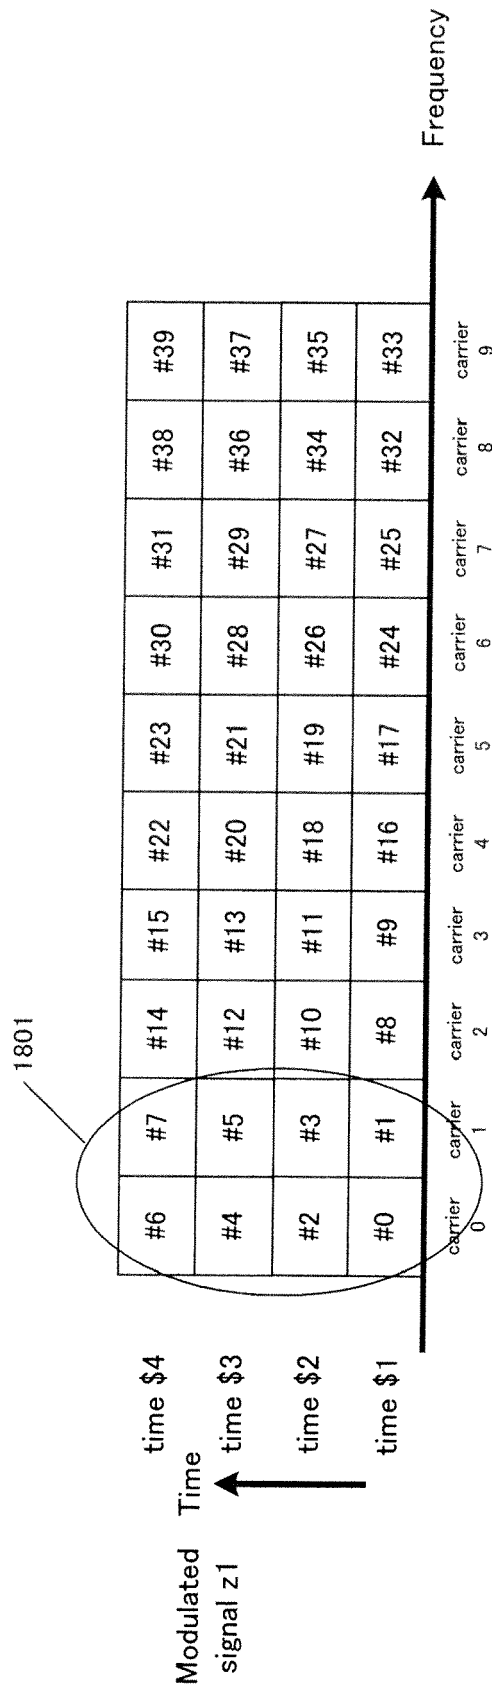 1801
Modulated
signal z1
Time
time $4
#6 #7 #14 #15 #22 #23 #30 #31 #38 #39
time $3
#4 #5 #12 #13 #20 #21 #28 #29 #36 #37
time $2
#2 #3 #10 #11 #18 #19 #26 #27 #34 #35
time $1
#0 #1 #8 #9 #16 #17 #24 #25 #32 #33
carrier 0 carrier 1 carrier 2 carrier 3 carrier 4 carrier 5 carrier 6 carrier 7 carrier 8 carrier 9
Frequency